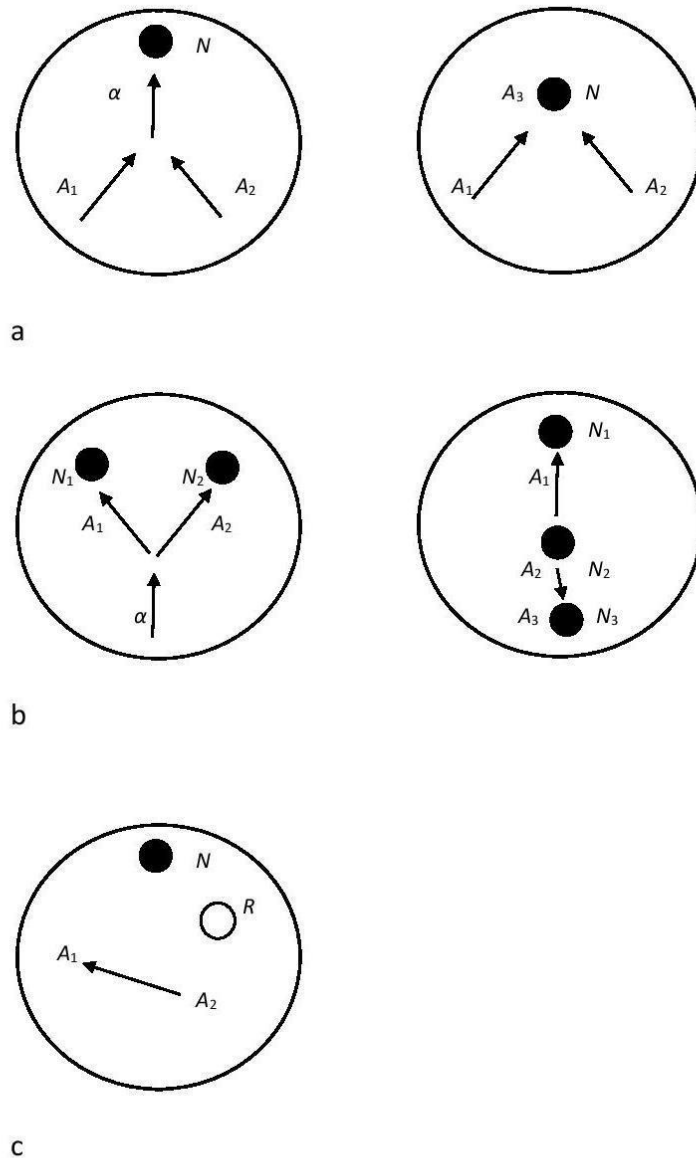 N
α
A₁ A₂
A₃ N
A₁ A₂
a
N₁ N₂
A₁ A₂
α
N₁
A₁
A₂ N₂
A₃ N₃
b
N
R
A₁
A₂
c